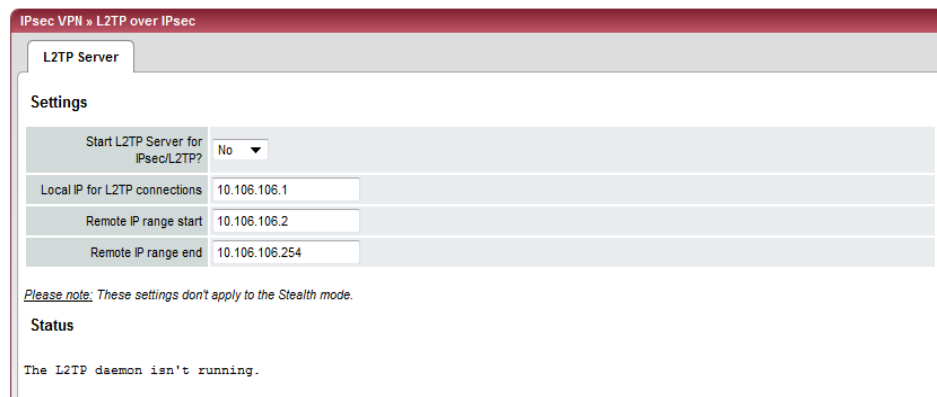 IPsec VPN » L2TP over IPsec
L2TP Server
Settings
Start L2TP Server for
IPsec/L2TP?
No
Local IP for L2TP connections
10.106.106.1
Remote IP range start
10.106.106.2
Remote IP range end
10.106.106.254
Please note: These settings don't apply to the Stealth mode.
Status
The L2TP daemon isn't running.